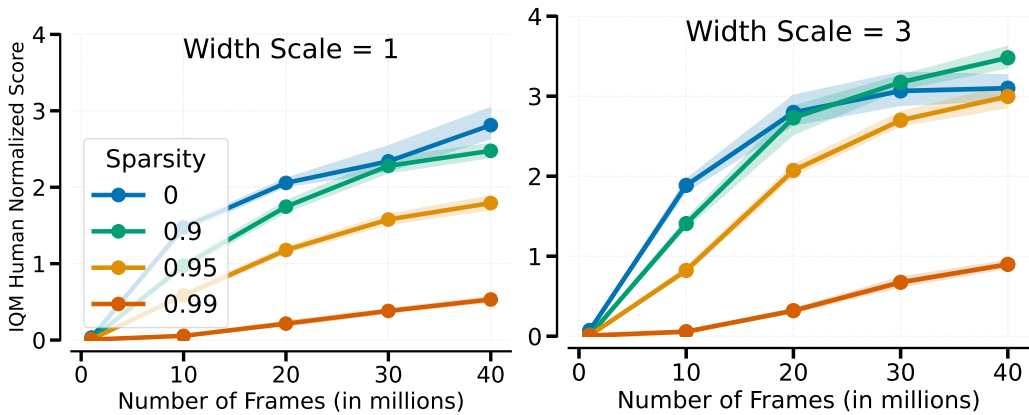 Width Scale = 1
IQM Human Normalized Score
4
3
2
1
0
Sparsity
0
0.9
0.95
0.99
0 10 20 30 40
Number of Frames (in millions)
Width Scale = 3
4
3
2
1
0
0 10 20 30 40
Number of Frames (in millions)